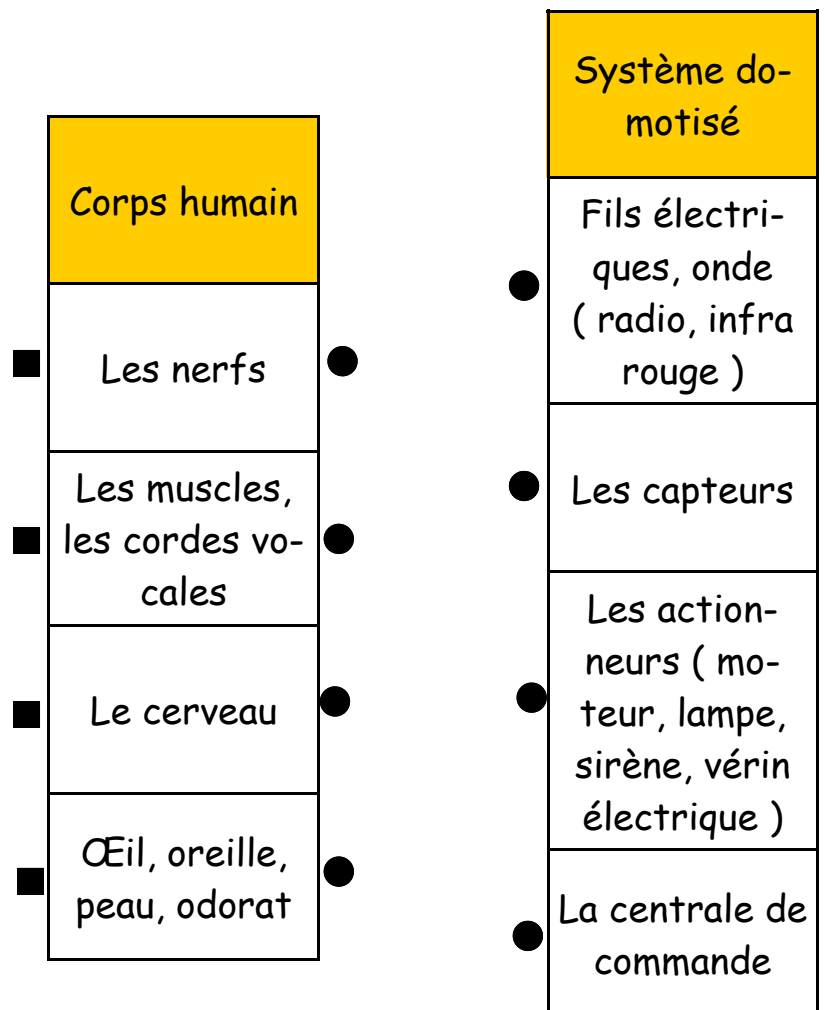 Corps humain
Les nerfs
Les muscles,
les cordes vo-
cales
Le cerveau
Œil, oreille,
peau, odorat
Système do-
motisé
Fils électri-
ques, onde
( radio, infra
rouge )
Les capteurs
Les action-
neurs ( mo-
teur, lampe,
sirène, vérin
électrique )
La centrale de
commande